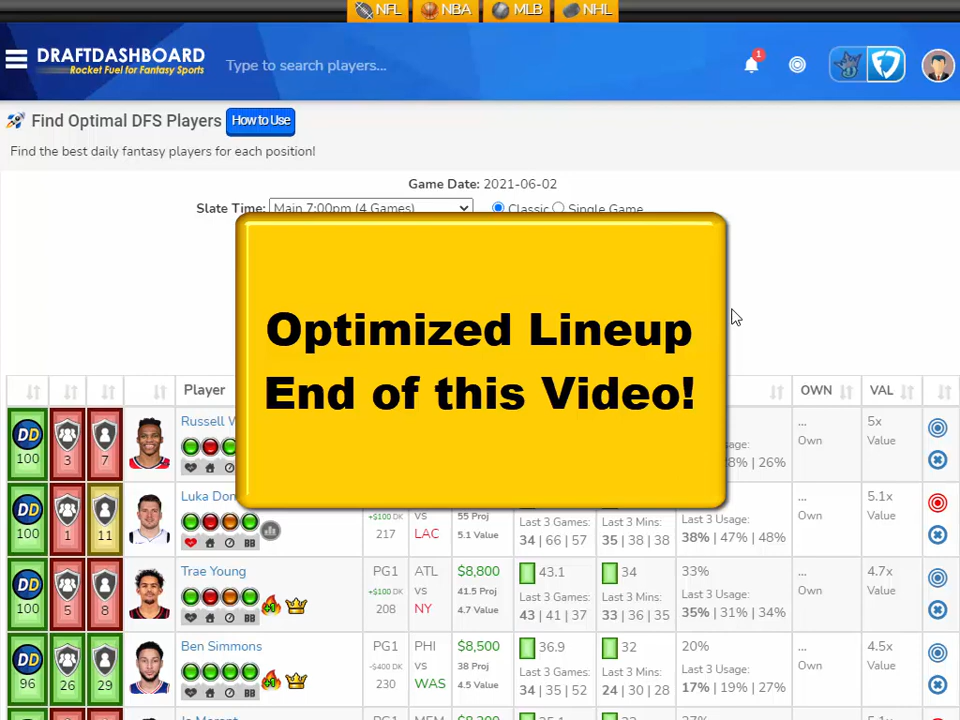 NFL NBA MLB NHL
DRAFTDASHBOARD
Rocket Fuel for Fantasy Sports
Type to search players...
1
Find Optimal DFS Players How to Use
Find the best daily fantasy players for each position!
Game Date: 2021-06-02
Slate Time: Main 7:00pm (4 Games) Classic Single Game
Optimized Lineup
End of this Video!
Player OWN VAL
DD 100 3 7 Russell
28% | 26%
... Own 5x Value
DD 100 1 11 Luka Don
BB
+$100 DK
217
VS
LAC
55 Proj
5.1 Value
Last 3 Games:
34 | 66 | 57
Last 3 Mins:
35 | 38 | 38
Last 3 Usage:
38% | 47% | 48%
... Own 5.1x Value
DD 100 5 8 Trae Young
BB
PG1
+$100 DK
208
ATL
VS
NY
$8,800
41.5 Proj
4.7 Value
43.1
Last 3 Games:
43 | 41 | 37
34
Last 3 Mins:
33 | 36 | 35
33%
Last 3 Usage:
35% | 31% | 34%
... Own 4.7x Value
DD 96 26 29 Ben Simmons
BB
PG1
-$400 DK
230
PHI
VS
WAS
$8,500
38 Proj
4.5 Value
36.9
Last 3 Games:
34 | 35 | 52
32
Last 3 Mins:
24 | 30 | 28
20%
Last 3 Usage:
17% | 19% | 27%
... Own 4.5x Value